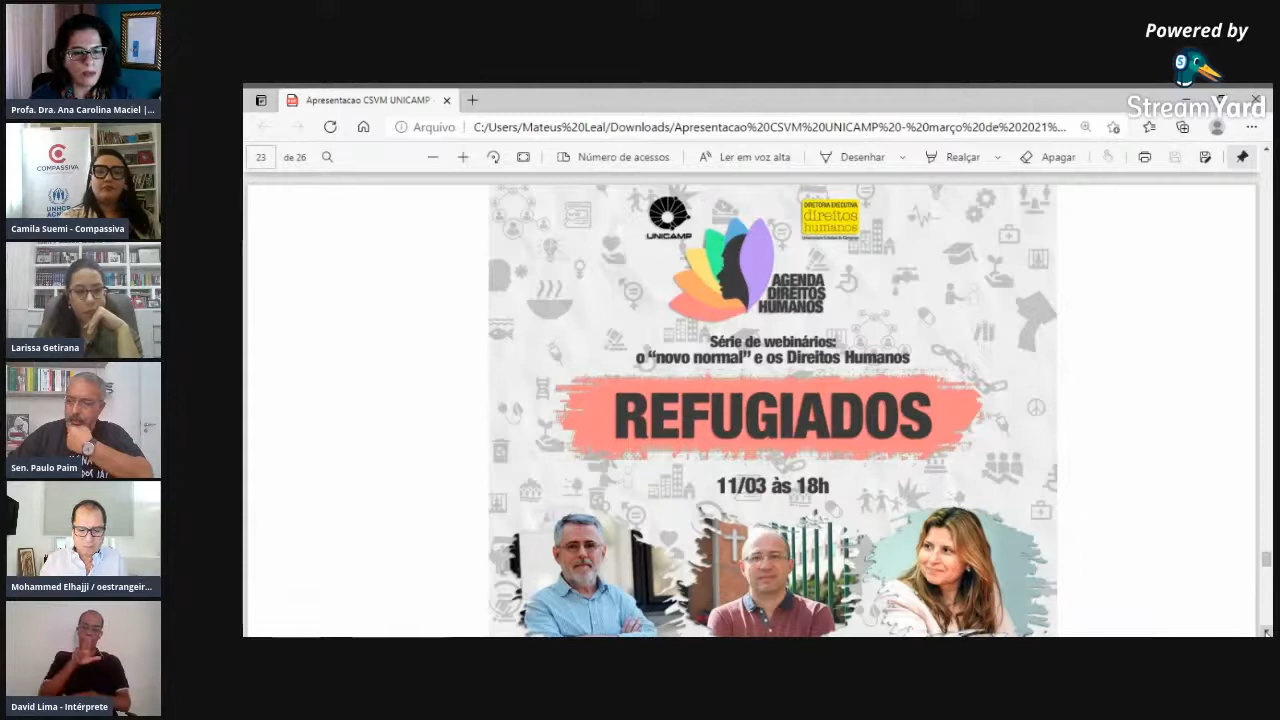 Powered by
StreamYard
Profa. Dra. Ana Carolina Maciel |...
COMPASSIVA
UNHCR
Camila Suemi - Compassiva
Larissa Getirana
Sen. Paulo Paim
Mohammed Elhajji / oestrangeir...
David Lima - Intérprete
Apresentacao CSVM UNICAMP
Arquivo
C:/Users/Mateus%20Leal/Downloads/Apresentacao%20CSVM%20UNICAMP%20-%20março%20de%202021%...
23 de 26
Número de acessos
Ler em voz alta
Desenhar
Realçar
Apagar
UNICAMP
DIRETORIA EXECUTIVA
direitos
humanos
AGENDA
DIREITOS
HUMANOS
Série de webinários:
o “novo normal” e os Direitos Humanos
REFUGIADOS
11/03 às 18h